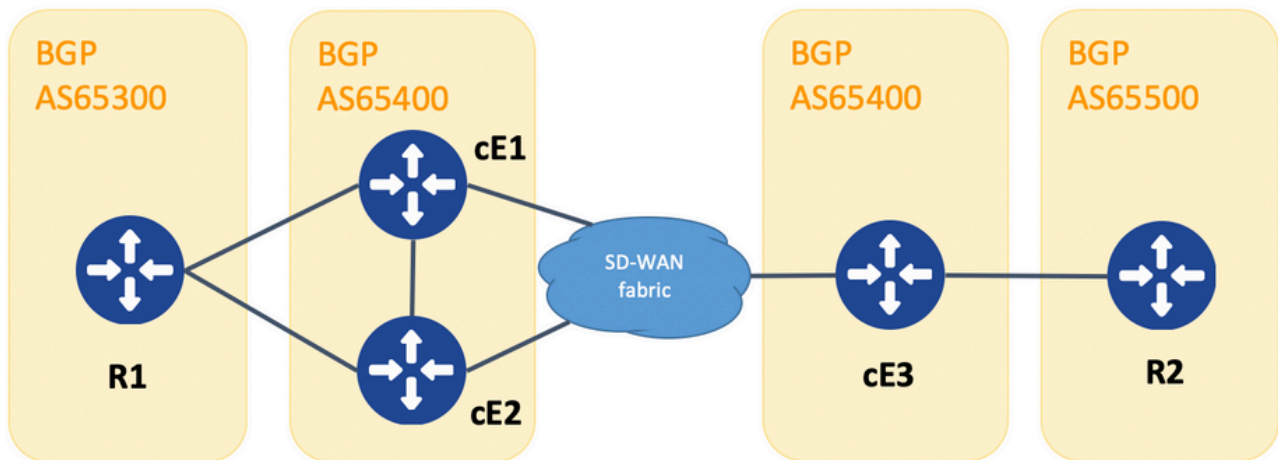 BGP
AS65300
BGP
AS65400
BGP
AS65400
BGP
AS65500
cE1
SD-WAN
fabric
R1
cE2
cE3
R2